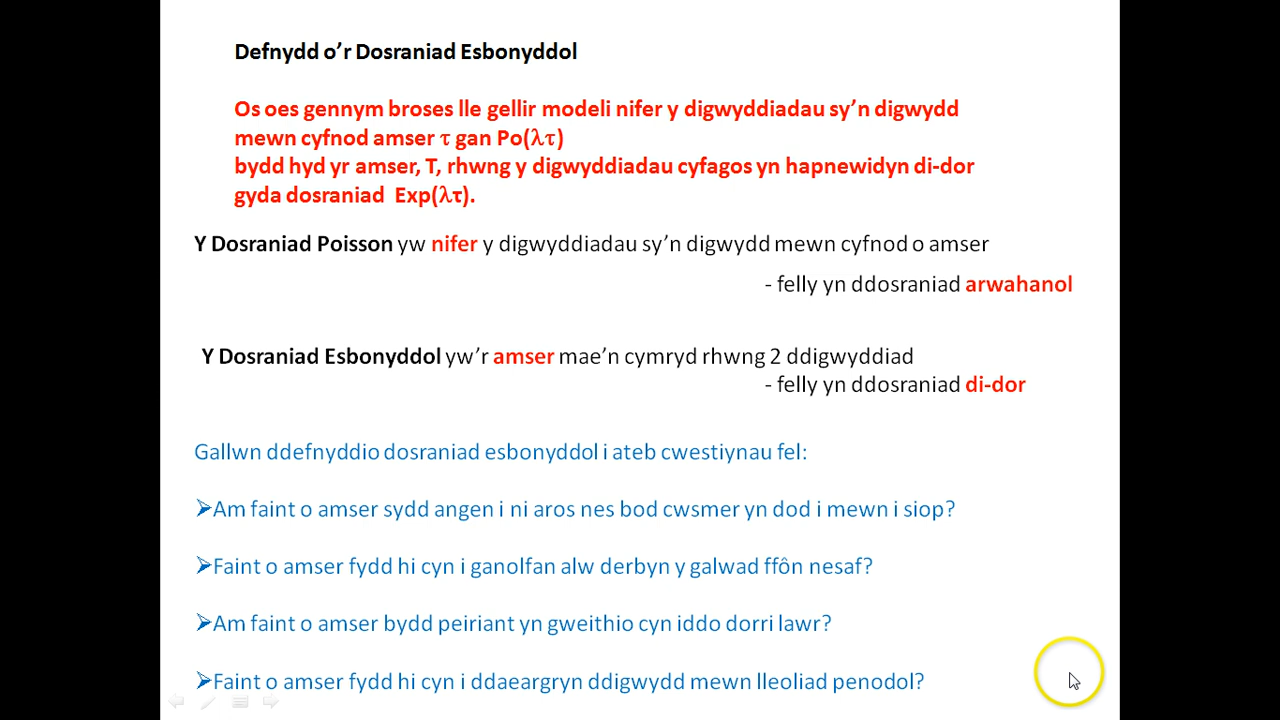 Defnydd o’r Dosraniad Esbonyddol
Os oes gennym broses lle gellir modeli nifer y digwyddiadau sy’n digwydd
mewn cyfnod amser τ gan Po(λτ)
bydd hyd yr amser, T, rhwng y digwyddiadau cyfagos yn hapnewidyn di-dor
gyda dosraniad Exp(λτ).
Y Dosraniad Poisson yw nifer y digwyddiadau sy’n digwydd mewn cyfnod o amser
- felly yn ddosraniad arwahanol
Y Dosraniad Esbonyddol yw’r amser mae’n cymryd rhwng 2 ddigwyddiad
- felly yn ddosraniad di-dor
Gallwn ddefnyddio dosraniad esbonyddol i ateb cwestiynau fel:
➢Am faint o amser sydd angen i ni aros nes bod cwsmer yn dod i mewn i siop?
➢Faint o amser fydd hi cyn i ganolfan alw derbyn y galwad ffôn nesaf?
➢Am faint o amser bydd peiriant yn gweithio cyn iddo dorri lawr?
➢Faint o amser fydd hi cyn i ddaeargryn ddigwydd mewn lleoliad penodol?